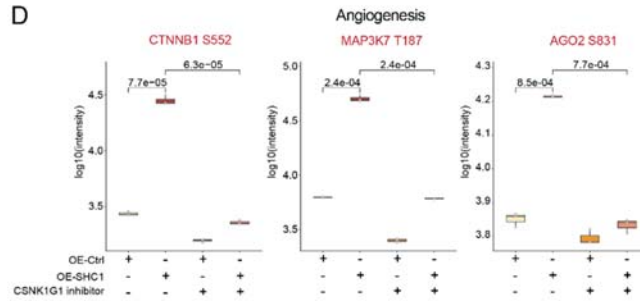 D
Angiogenesis
CTNNB1 S552
MAP3K7 T187
AGO2 S831
6.3e−05
7.7e−05
log10(intensity)
4.5
4.0
3.5
2.4e−04
2.4e−04
log10(intensity)
5.0
4.5
4.0
3.5
7.7e−04
8.5e−04
log10(intensity)
4.3
4.2
4.1
4.0
3.9
3.8
OE-Ctrl + − + − + − + − + − + −
OE-SHC1 − + − + − + − + − + − +
CSNK1G1 inhibitor − − + + − − + + − − + +